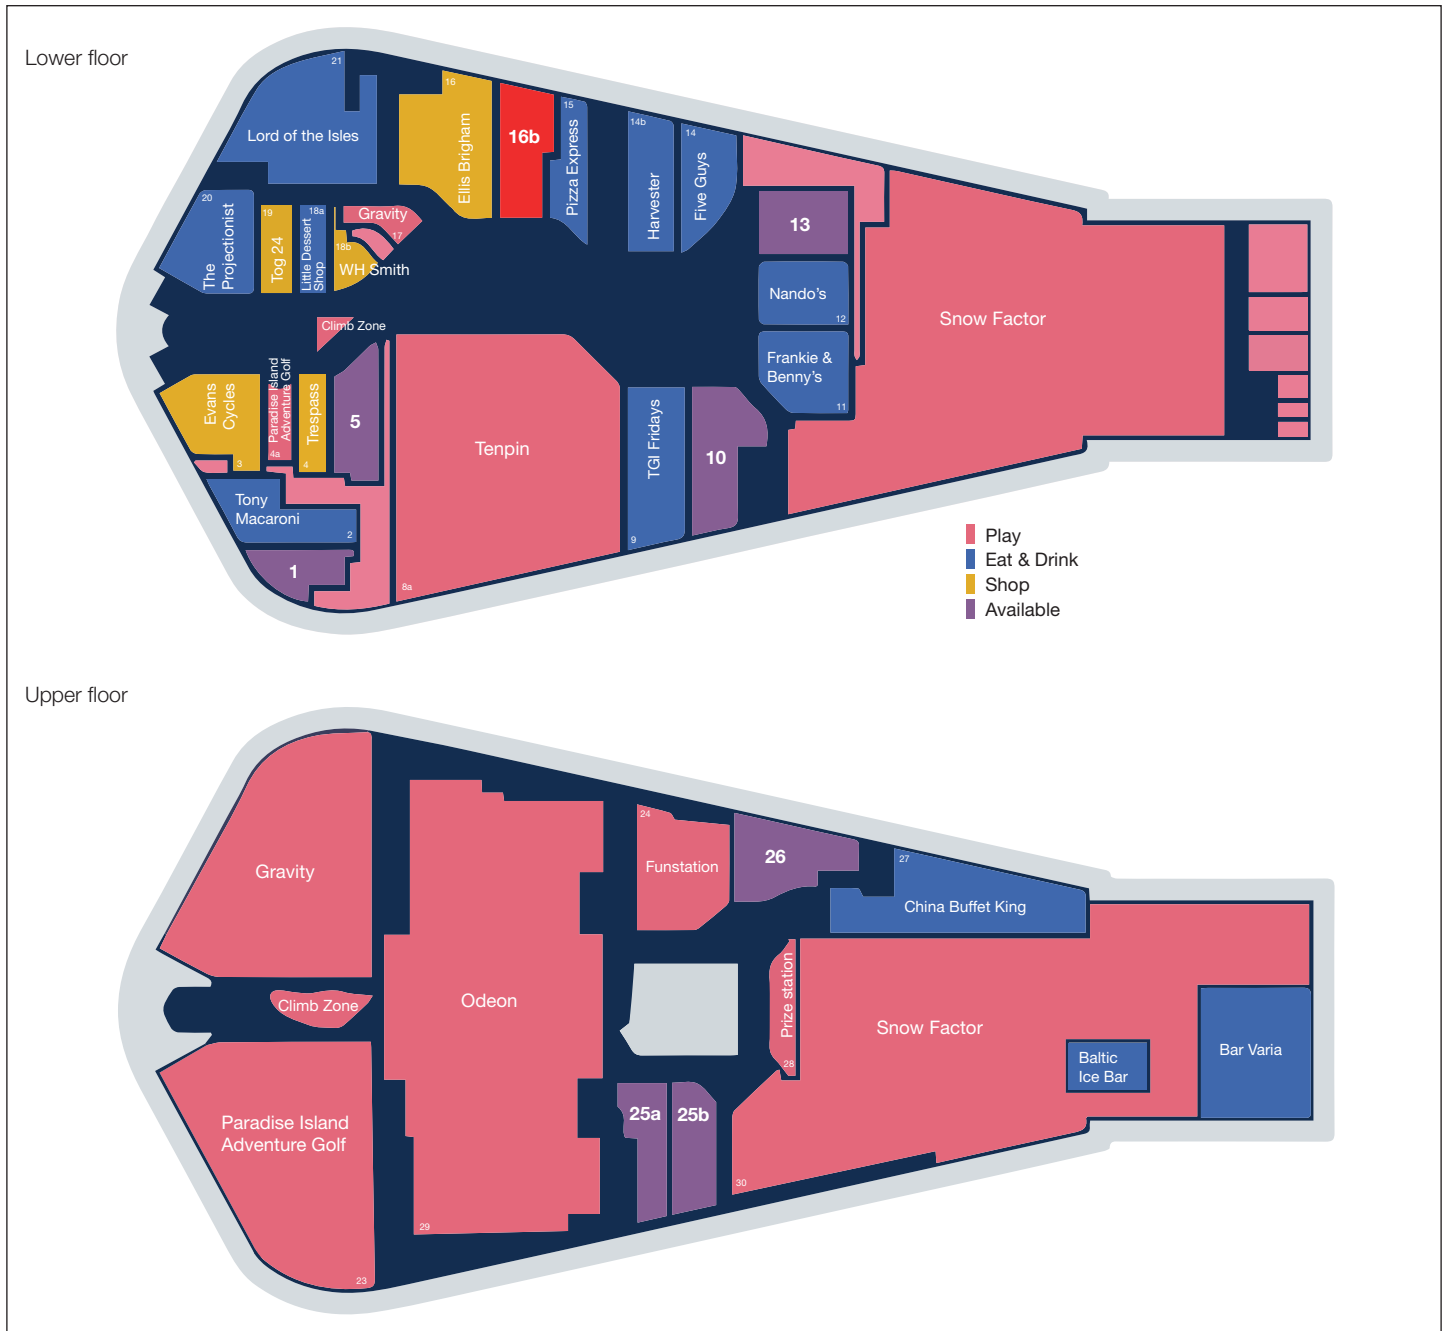 Lower floor
21
Lord of the Isles
16
Ellis Brigham
16b
15
Pizza Express
14b
Harvester
14
Five Guys
20
The
Projectionist
19
Tog 24
18a
Little Dessert
Shop
Gravity
17
18b
WH Smith
13
Nando's
12
Frankie &
Benny's
11
Snow Factor
Climb Zone
Evans
Cycles
3
Paradise Island
Adventure Golf
4a
Trespass
4
5
Tenpin
8a
TGI Fridays
9
10
Tony
Macaroni
2
1
Play
Eat & Drink
Shop
Available
Upper floor
Gravity
Climb Zone
Paradise Island
Adventure Golf
23
Odeon
29
24
Funstation
26
27
China Buffet King
Prize station
28
Snow Factor
30
Baltic
Ice Bar
Bar Varia
25a
25b